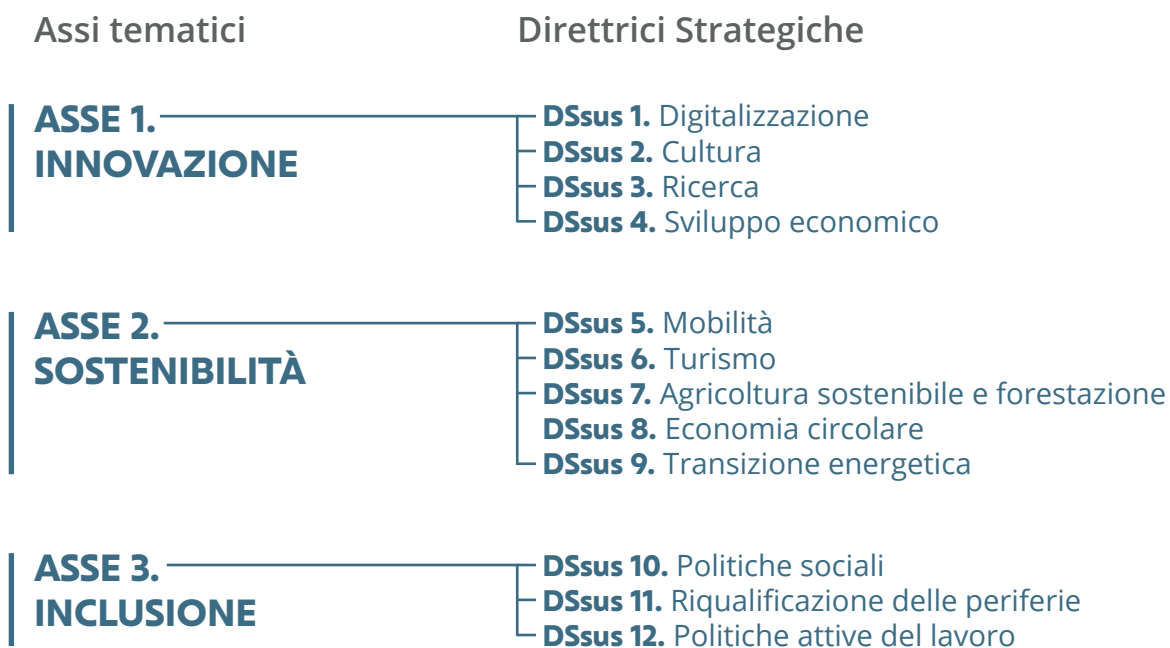 Assi tematici
Direttrici Strategiche
ASSE 1.
INNOVAZIONE
DSsus 1. Digitalizzazione
DSsus 2. Cultura
DSsus 3. Ricerca
DSsus 4. Sviluppo economico
ASSE 2.
SOSTENIBILITÀ
DSsus 5. Mobilità
DSsus 6. Turismo
DSsus 7. Agricoltura sostenibile e forestazione
DSsus 8. Economia circolare
DSsus 9. Transizione energetica
ASSE 3.
INCLUSIONE
DSsus 10. Politiche sociali
DSsus 11. Riqualificazione delle periferie
DSsus 12. Politiche attive del lavoro